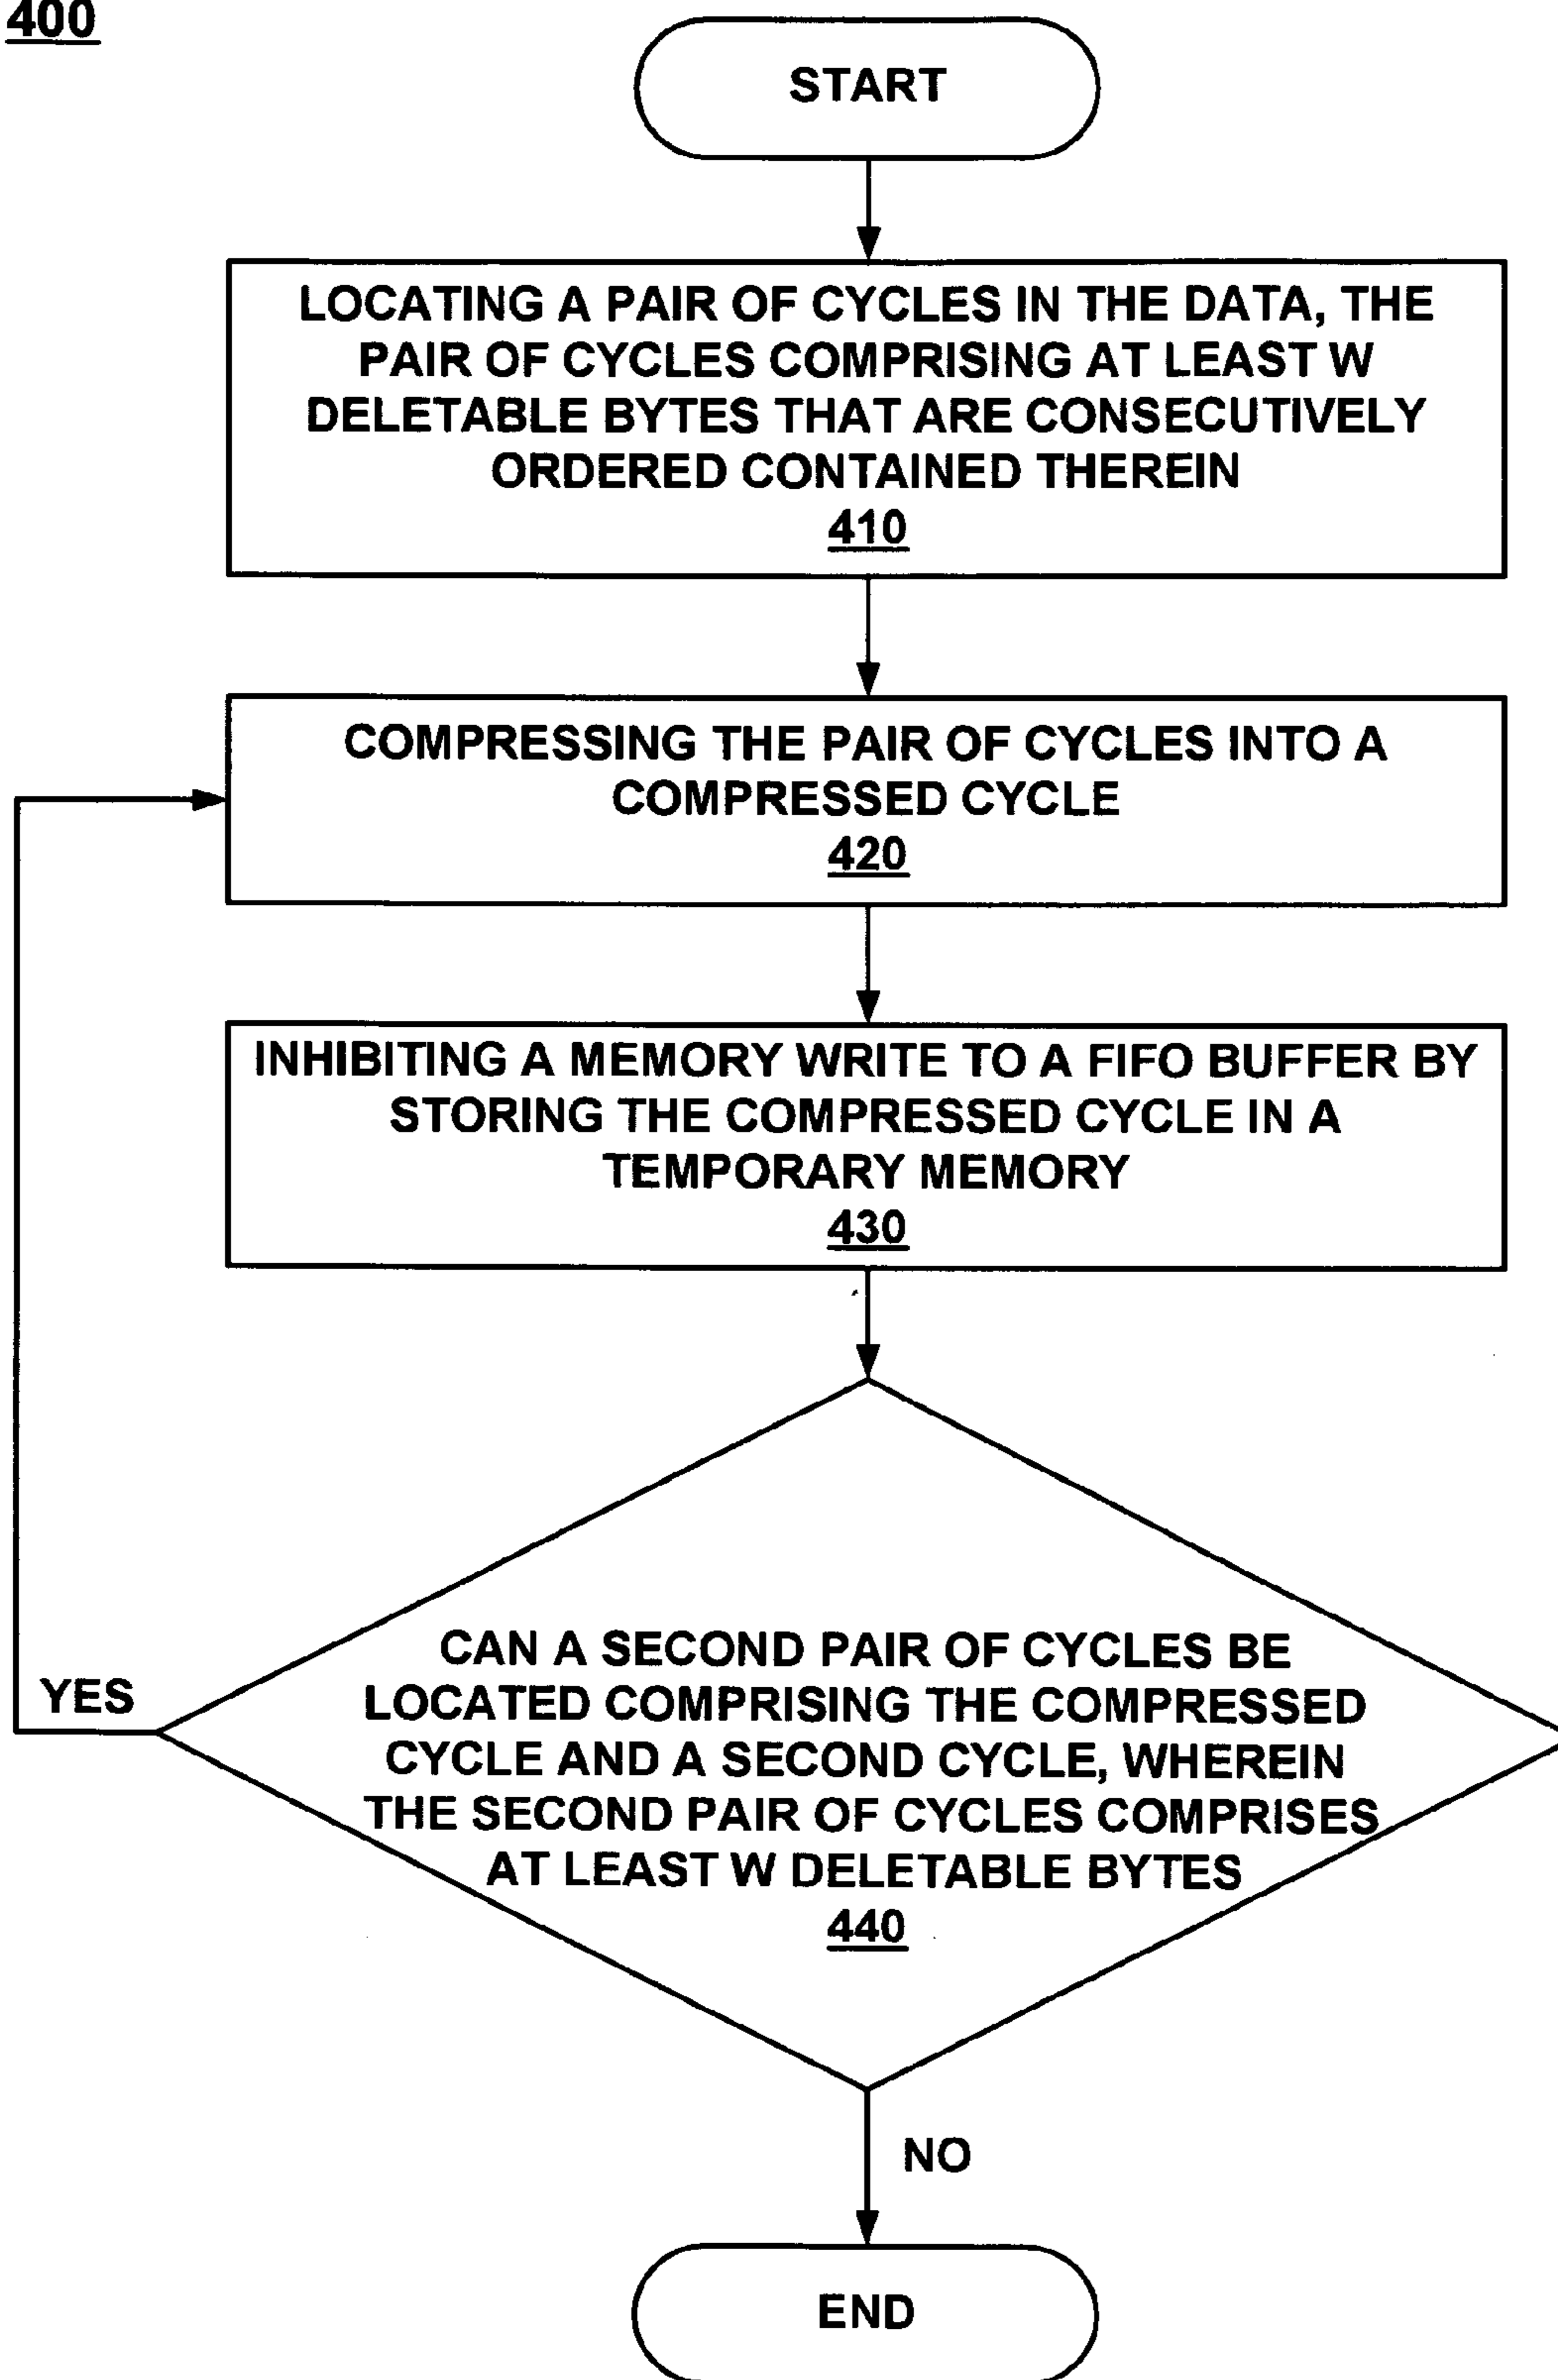 400
START
LOCATING A PAIR OF CYCLES IN THE DATA, THE
PAIR OF CYCLES COMPRISING AT LEAST W
DELETABLE BYTES THAT ARE CONSECUTIVELY
ORDERED CONTAINED THEREIN
410
COMPRESSING THE PAIR OF CYCLES INTO A
COMPRESSED CYCLE
420
INHIBITING A MEMORY WRITE TO A FIFO BUFFER BY
STORING THE COMPRESSED CYCLE IN A
TEMPORARY MEMORY
430
CAN A SECOND PAIR OF CYCLES BE
LOCATED COMPRISING THE COMPRESSED
CYCLE AND A SECOND CYCLE, WHEREIN
THE SECOND PAIR OF CYCLES COMPRISES
AT LEAST W DELETABLE BYTES
440
YES
NO
END